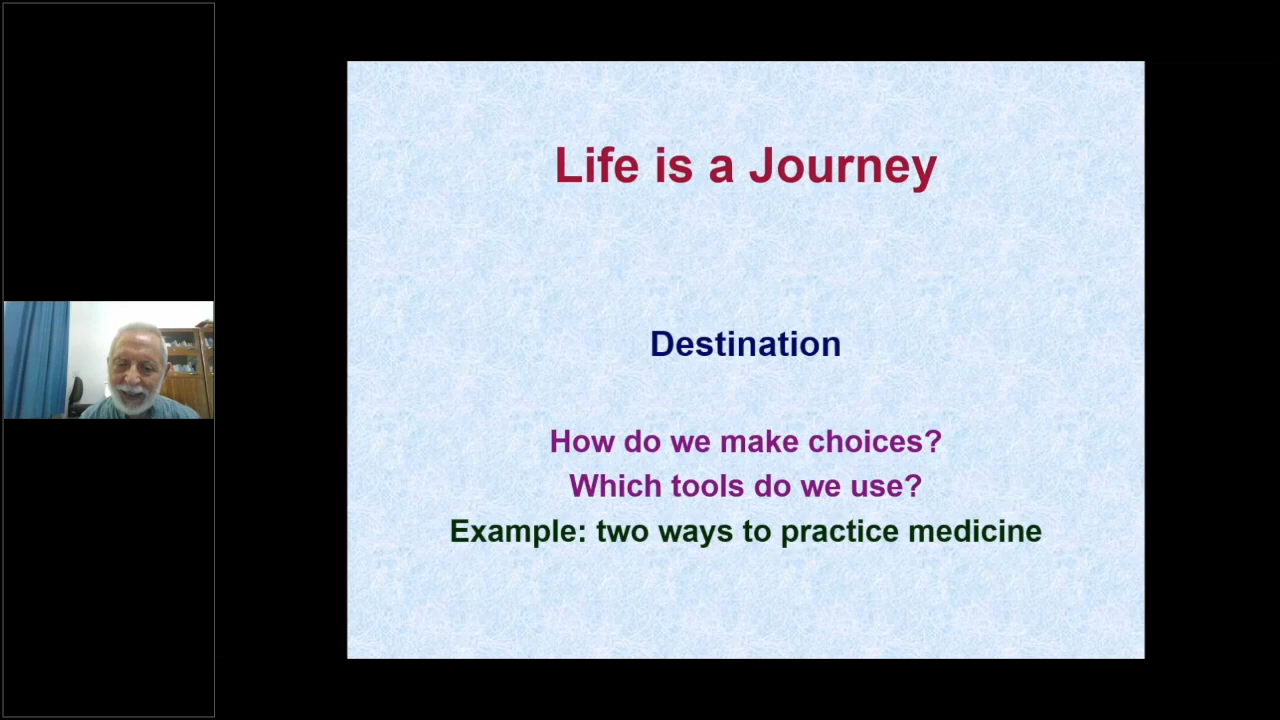 Life is a Journey
Destination
How do we make choices?
Which tools do we use?
Example: two ways to practice medicine